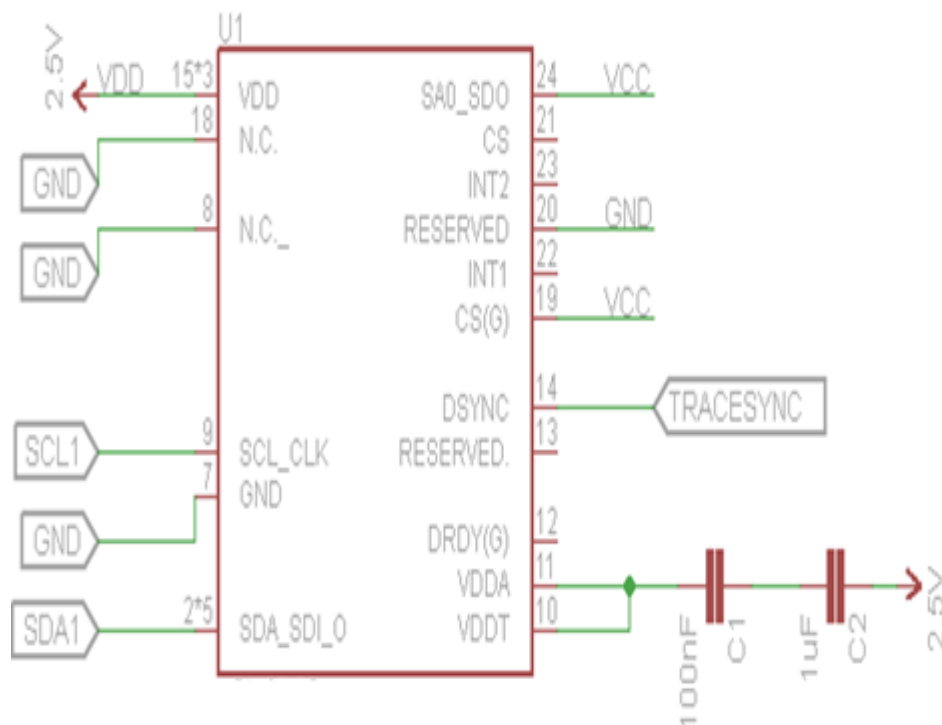 U1
2.5V
VDD
15*3
VDD
18
N.C.
GND
8
N.C._
GND
SCL1
9
SCL_CLK
7
GND
GND
SDA1
2*5
SDA_SDI_O
SA0_SDO
24
VCC
CS
21
INT2
23
RESERVED
20
GND
INT1
22
CS(G)
19
VCC
DSYNC
14
TRACESYNC
RESERVED.
13
DRDY(G)
12
VDDA
11
VDDT
10
100nF
C1
1uF
C2
2.5V